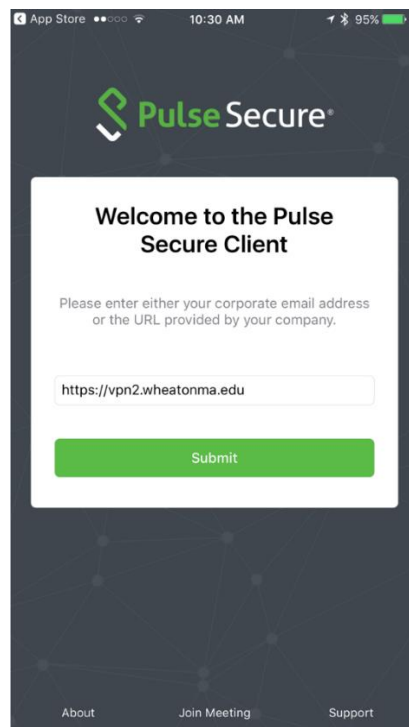 App Store 10:30 AM 95%
Pulse Secure®
Welcome to the Pulse
Secure Client
Please enter either your corporate email address
or the URL provided by your company.
https://vpn2.wheatonma.edu
Submit
About Join Meeting Support